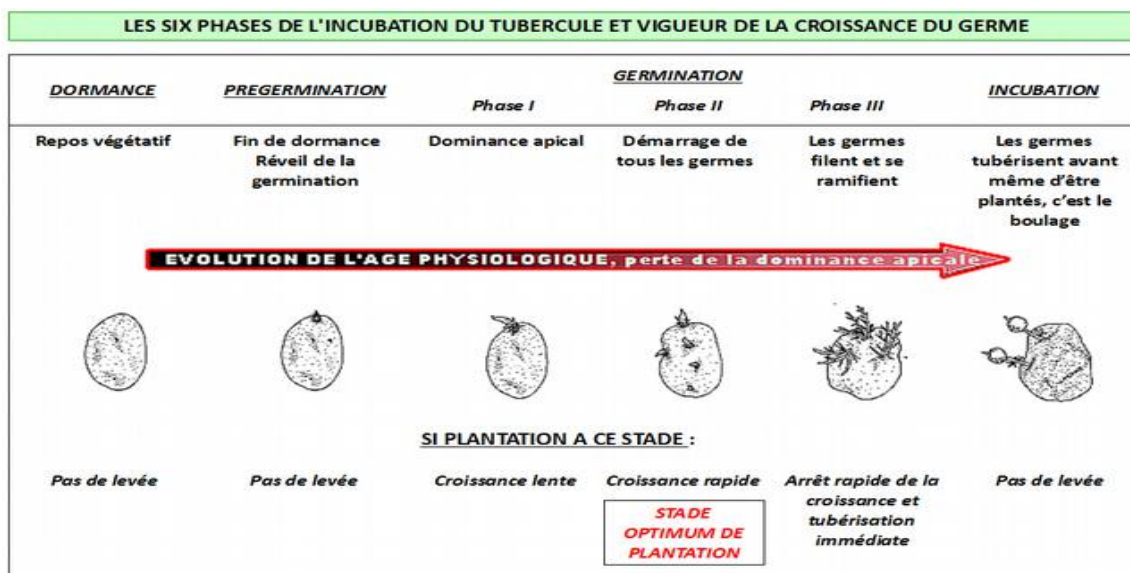 LES SIX PHASES DE L'INCUBATION DU TUBERCULE ET VIGUEUR DE LA CROISSANCE DU GERME
DORMANCE
PREGERMINATION
GERMINATION
Phase I
Phase II
Phase III
INCUBATION
Repos végétatif
Fin de dormance
Réveil de la
germination
Dominance apical
Démarrage de
tous les germes
Les germes
filent et se
ramifient
Les germes
tubérisent avant
même d'être
plantés, c'est le
boulage
EVOLUTION DE L'AGE PHYSIOLOGIQUE, perte de la dominance apicale
SI PLANTATION A CE STADE :
Pas de levée
Pas de levée
Croissance lente
Croissance rapide
STADE
OPTIMUM DE
PLANTATION
Arrêt rapide de la
croissance et
tubérisation
immédiate
Pas de levée